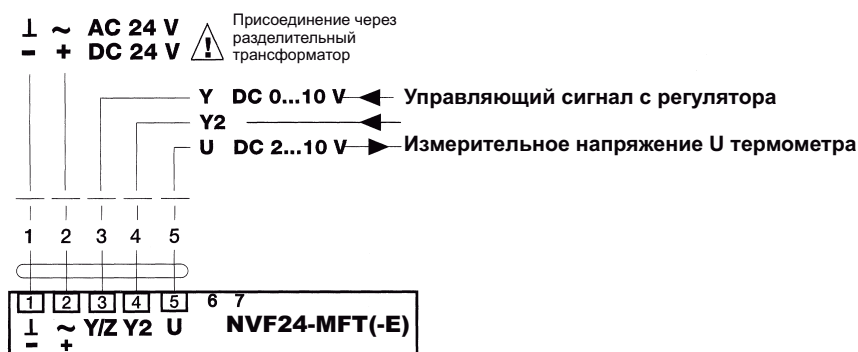 ⊥ ~ AC 24 V
– + DC 24 V
Присоединение через
разделительный
трансформатор
Y DC 0...10 V Управляющий сигнал с регулятора
Y2
U DC 2...10 V Измерительное напряжение U термометра
1 2 3 4 5
1 2 3 4 5 6 7
⊥ ~ Y/Z Y2 U NVF24-MFT(-E)
– +